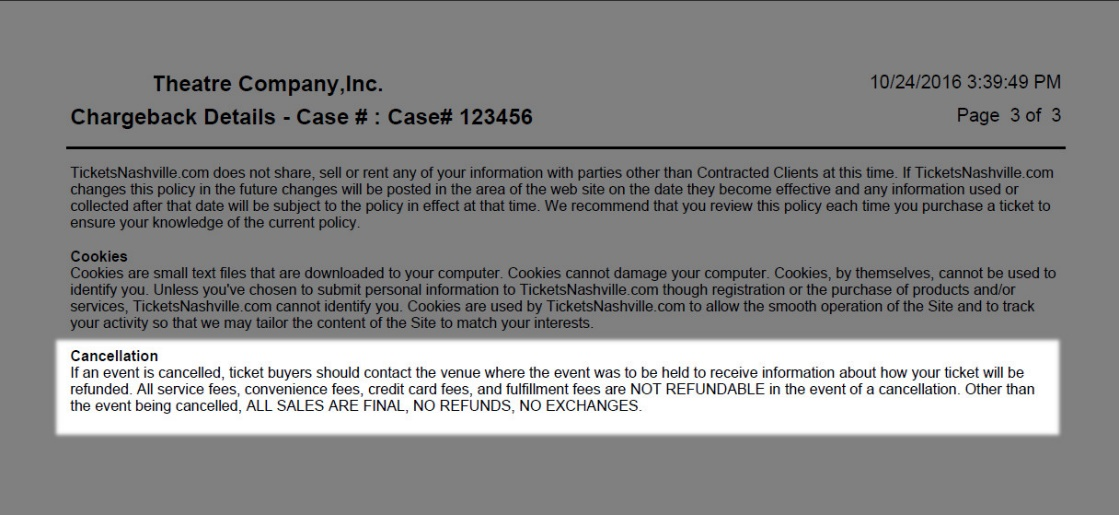 Theatre Company,Inc.
10/24/2016 3:39:49 PM
Chargeback Details - Case # : Case# 123456
Page 3 of 3
TicketsNashville.com does not share, sell or rent any of your information with parties other than Contracted Clients at this time. If TicketsNashville.com
changes this policy in the future changes will be posted in the area of the web site on the date they become effective and any information used or
collected after that date will be subject to the policy in effect at that time. We recommend that you review this policy each time you purchase a ticket to
ensure your knowledge of the current policy.
Cookies
Cookies are small text files that are downloaded to your computer. Cookies cannot damage your computer. Cookies, by themselves, cannot be used to
identify you. Unless you've chosen to submit personal information to TicketsNashville.com though registration or the purchase of products and/or
services, TicketsNashville.com cannot identify you. Cookies are used by TicketsNashville.com to allow the smooth operation of the Site and to track
your activity so that we may tailor the content of the Site to match your interests.
Cancellation
If an event is cancelled, ticket buyers should contact the venue where the event was to be held to receive information about how your ticket will be
refunded. All service fees, convenience fees, credit card fees, and fulfillment fees are NOT REFUNDABLE in the event of a cancellation. Other than
the event being cancelled, ALL SALES ARE FINAL, NO REFUNDS, NO EXCHANGES.